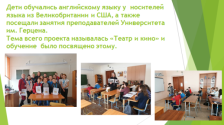 Дети обучались английскому языку у носителей
языка из Великобритании и США, а также
посещали занятия преподавателей Университета
им. Герцена.
Тема всего проекта называлась «Театр и кино» и
обучение было посвящено этому.